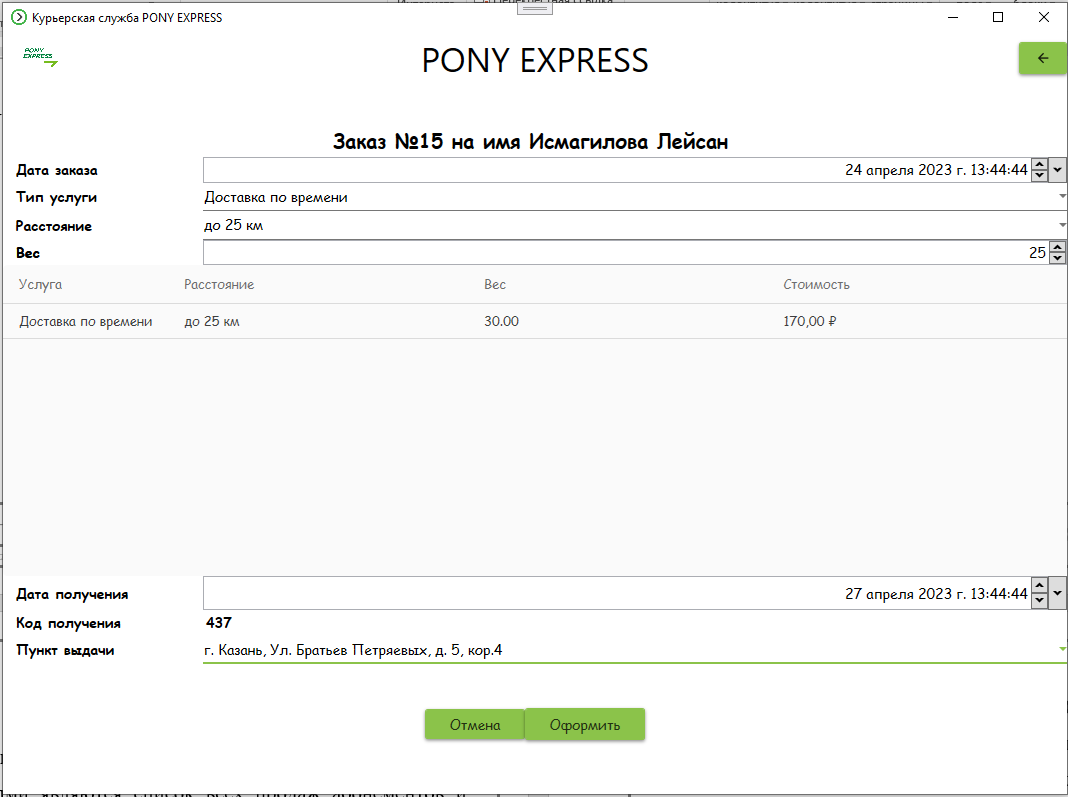 Курьерская служба PONY EXPRESS
PONY EXPRESS
PONY EXPRESS
Заказ №15 на имя Исмагилова Лейсан
Дата заказа 24 апреля 2023 г. 13:44:44
Тип услуги Доставка по времени
Расстояние до 25 км
Вес 25
Услуга Расстояние Вес Стоимость
Доставка по времени до 25 км 30.00 170,00 ₽
Дата получения 27 апреля 2023 г. 13:44:44
Код получения 437
Пункт выдачи г. Казань, Ул. Братьев Петряевых, д. 5, кор.4
Отмена Оформить